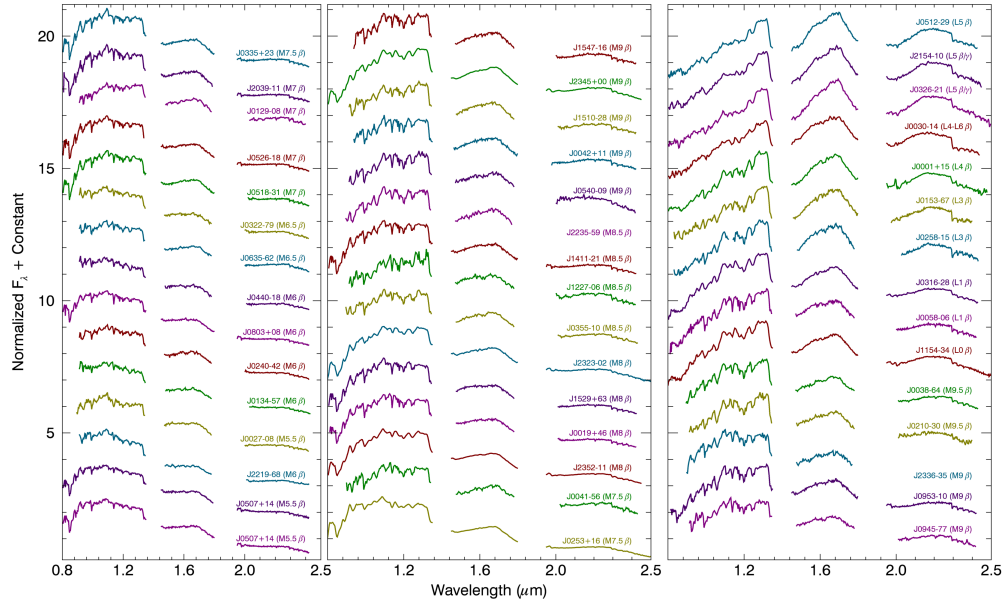 J0335+23 (M7.5 β)
J2039-11 (M7 β)
J0129-08 (M7 β)
J0526-18 (M7 β)
J0518-31 (M7 β)
J0322-79 (M6.5 β)
J0635-62 (M6.5 β)
J0440-18 (M6 β)
J0803+08 (M6 β)
J0240-42 (M6 β)
J0134-57 (M6 β)
J0027-08 (M5.5 β)
J2219-68 (M6 β)
J0507+14 (M5.5 β)
J0507+14 (M5.5 β)
J1547-16 (M9 β)
J2345+00 (M9 β)
J1510-28 (M9 β)
J0042+11 (M9 β)
J0540-09 (M9 β)
J2235-59 (M8.5 β)
J1411-21 (M8.5 β)
J1227-06 (M8.5 β)
J0355-10 (M8.5 β)
J2323-02 (M8 β)
J1529+63 (M8 β)
J0019+46 (M8 β)
J2352-11 (M8 β)
J0041-56 (M7.5 β)
J0253+16 (M7.5 β)
J0512-29 (L5 β)
J2154-10 (L5 β/γ)
J0326-21 (L5 β/γ)
J0030-14 (L4-L6 β)
J0001+15 (L4 β)
J0153-67 (L3 β)
J0258-15 (L3 β)
J0316-28 (L1 β)
J0058-06 (L1 β)
J1154-34 (L0 β)
J0038-64 (M9.5 β)
J0210-30 (M9.5 β)
J2336-35 (M9 β)
J0953-10 (M9 β)
J0945-77 (M9 β)
20
15
10
5
Normalized Fλ + Constant
0.8 1.2 1.6 2.0 2.5 1.2 1.6 2.0 2.5 1.2 1.6 2.0 2.5
Wavelength (μm)